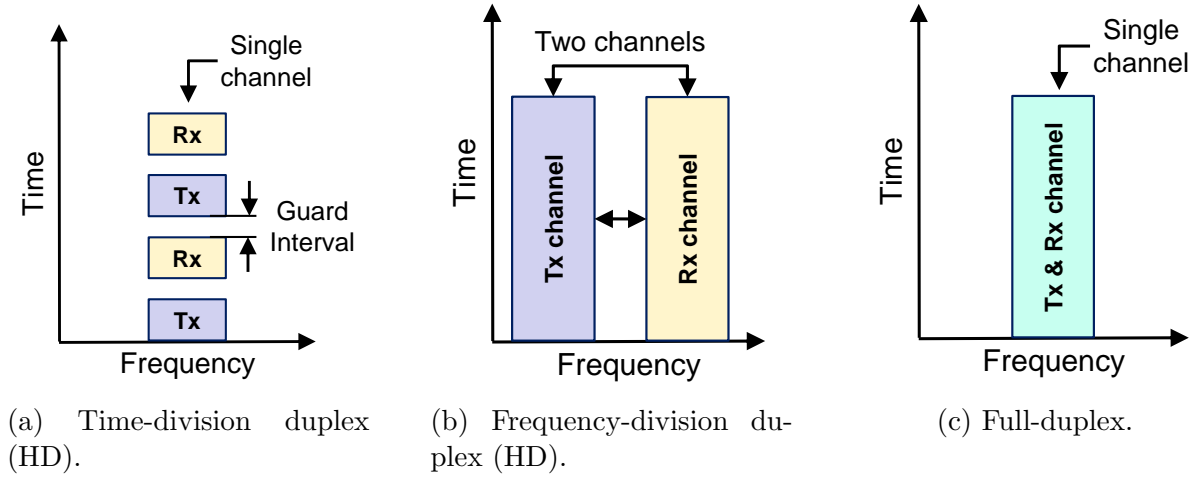 Time
Single
channel
Rx
Tx
Guard
Interval
Rx
Tx
Frequency
(a) Time-division duplex
(HD).
Time
Two channels
Tx channel
Rx channel
Frequency
(b) Frequency-division du-
plex (HD).
Time
Single
channel
Tx & Rx channel
Frequency
(c) Full-duplex.